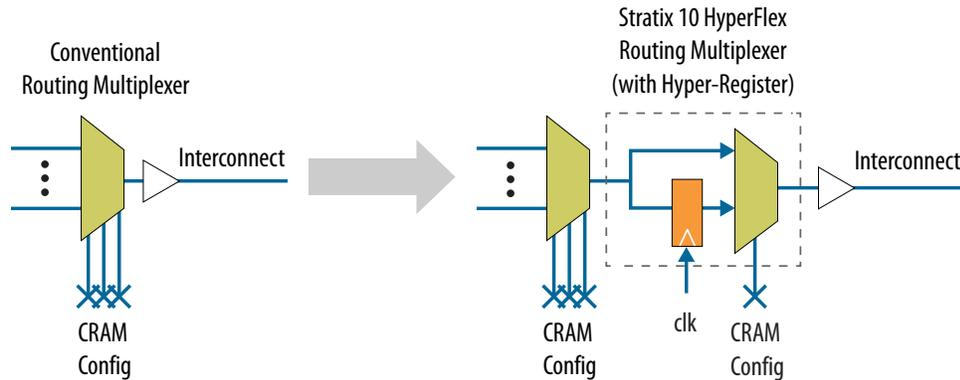 Conventional
Routing Multiplexer
Interconnect
CRAM
Config
Stratix 10 HyperFlex
Routing Multiplexer
(with Hyper-Register)
Interconnect
CRAM
Config
clk
CRAM
Config